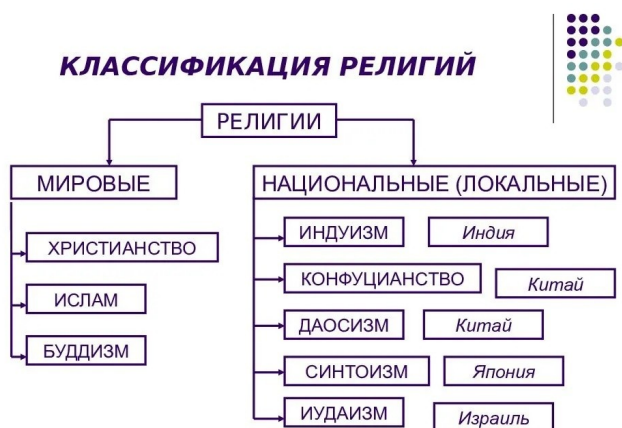 КЛАССИФИКАЦИЯ РЕЛИГИЙ
РЕЛИГИИ
МИРОВЫЕ
ХРИСТИАНСТВО
ИСЛАМ
БУДДИЗМ
НАЦИОНАЛЬНЫЕ (ЛОКАЛЬНЫЕ)
ИНДУИЗМ Индия
КОНФУЦИАНСТВО Китай
ДАОСИЗМ Китай
СИНТОИЗМ Япония
ИУДАИЗМ Израиль